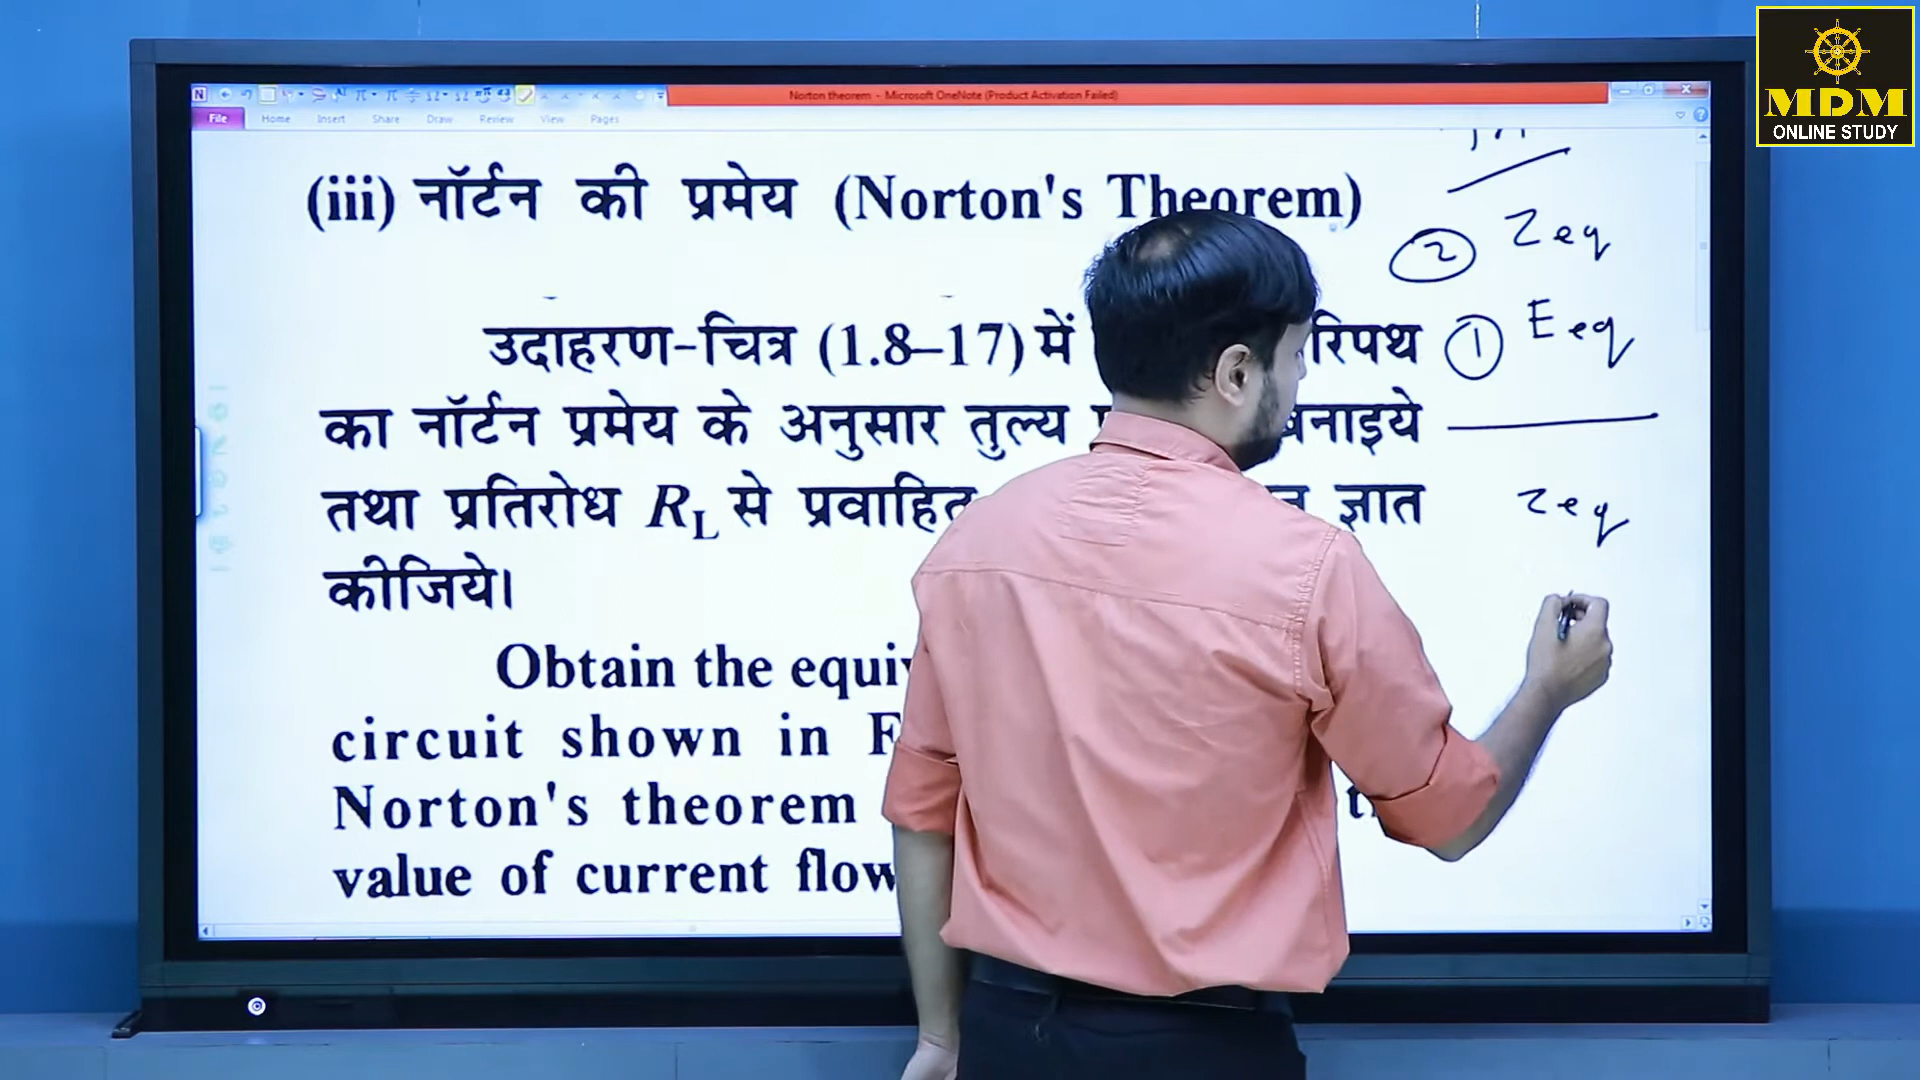 MDM
ONLINE STUDY
Norton theorem - Microsoft OneNote (Product Activation Failed)
File Home Insert Share Draw Review View Pages
(iii) नॉर्टन की प्रमेय (Norton's Theorem)
② Zeq
① Eeq
उदाहरण-चित्र (1.8–17) में रिपथ
का नॉर्टन प्रमेय के अनुसार तुल्य बनाइये
तथा प्रतिरोध RL से प्रवाहित ज्ञात
कीजिये।
Zeq
Obtain the equiv
circuit shown in F
Norton's theorem
value of current flow